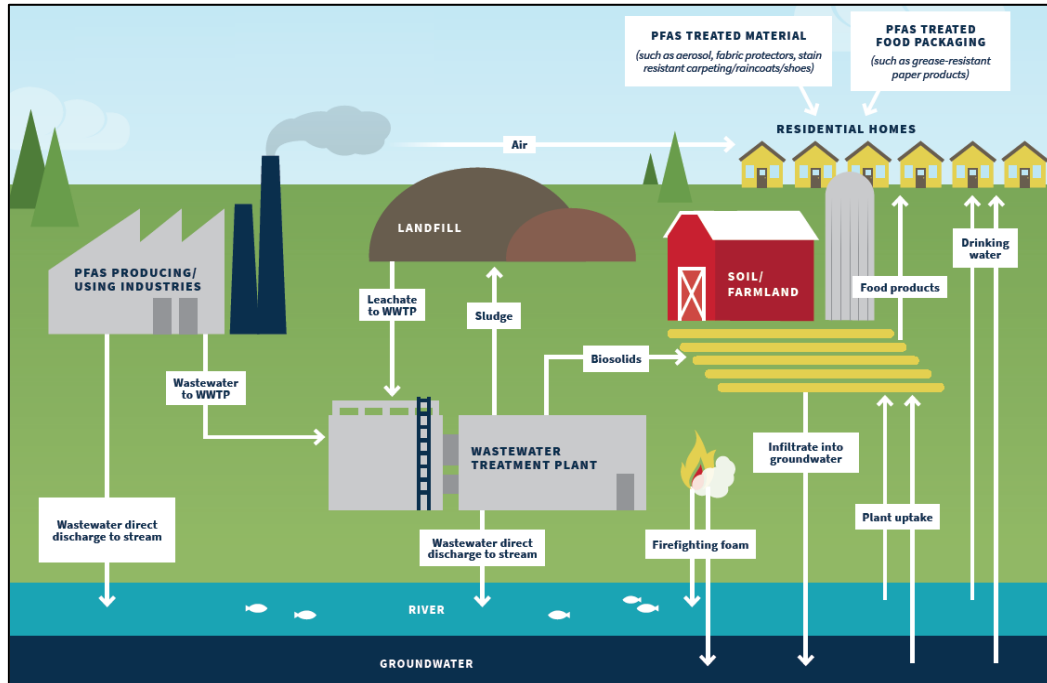 PFAS TREATED MATERIAL
(such as aerosol, fabric protectors, stain
resistant carpeting/raincoats/shoes)
PFAS TREATED
FOOD PACKAGING
(such as grease-resistant
paper products)
RESIDENTIAL HOMES
Air
LANDFILL
PFAS PRODUCING/
USING INDUSTRIES
SOIL/
FARMLAND
Drinking
water
Food products
Leachate
to WWTP
Sludge
Biosolids
Wastewater
to WWTP
WASTEWATER
TREATMENT PLANT
Infiltrate into
groundwater
Plant uptake
Wastewater direct
discharge to stream
Wastewater direct
discharge to stream
Firefighting foam
RIVER
GROUNDWATER